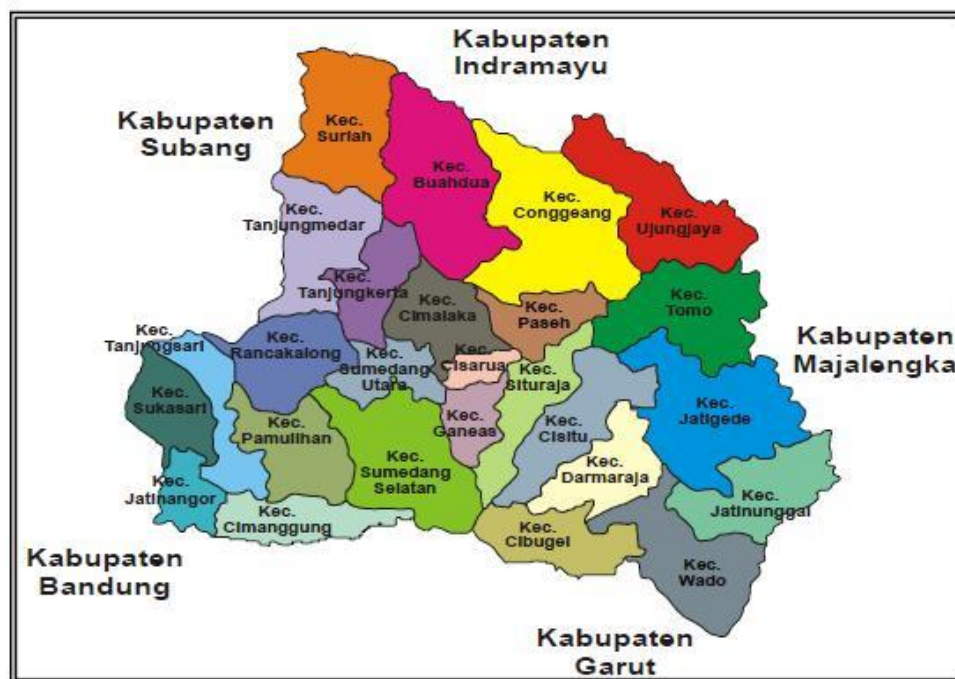 Kabupaten
Indramayu
Kabupaten
Subang
Kec.
Suriah
Kec.
Buahdua
Kec.
Conggeang
Kec.
Ujungjaya
Kec.
Tanjungmedar
Kec.
Tanjungkerta
Kec.
Cimalaka
Kec.
Paseh
Kec.
Tomo
Kabupaten
Majalengka
Kec.
Tanjungsari
Kec.
Rancakalong
Kec.
Sumedang
Utara
Kec.
Cisarua
Kec.
Situraja
Kec.
Sukasari
Kec.
Pamulihan
Kec.
Ganeas
Kec.
Cisitu
Kec.
Jatigede
Kec.
Sumedang
Selatan
Kec.
Darmaraja
Kec.
Jatinangor
Kec.
Cimanggung
Kec.
Jatinunggal
Kec.
Cibugel
Kec.
Wado
Kabupaten
Bandung
Kabupaten
Garut